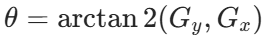 θ = arctan 2(G_y, G_x)